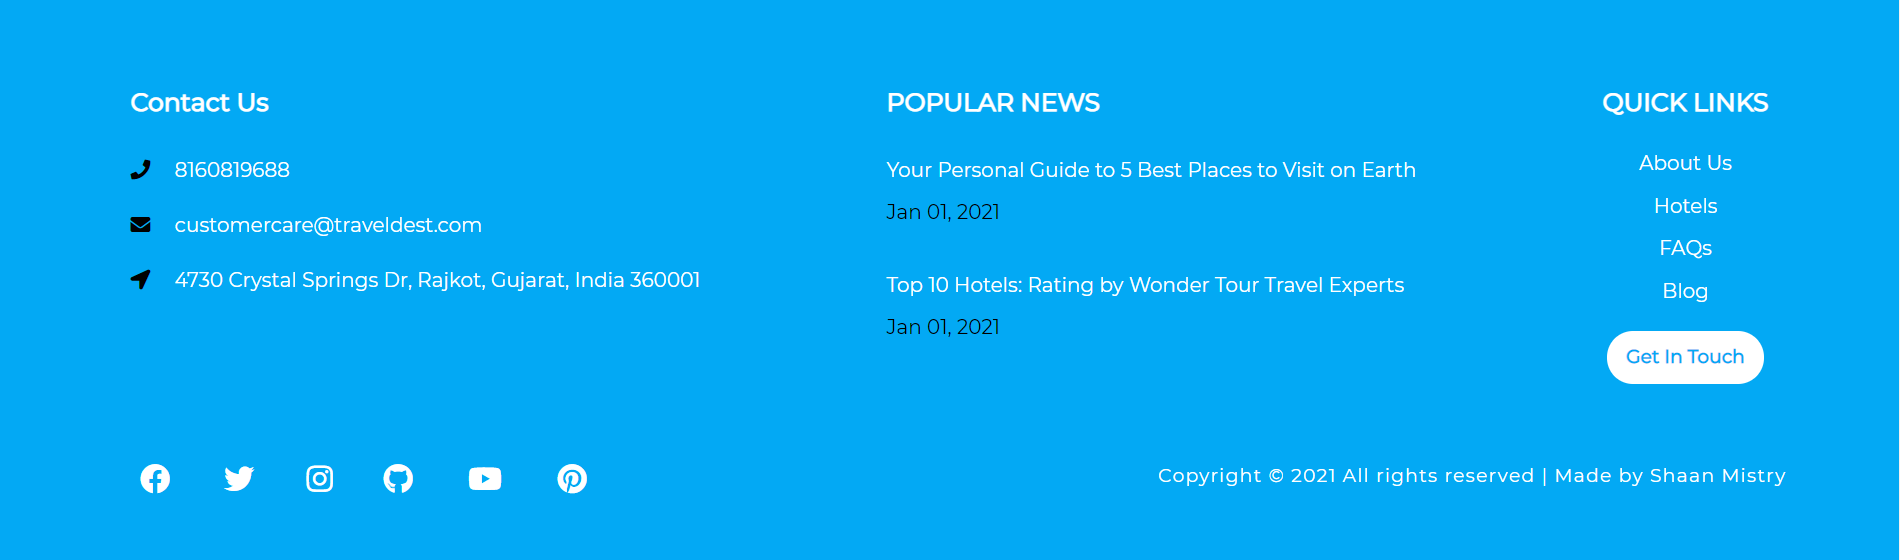 Contact Us
8160819688
customercare@traveldest.com
4730 Crystal Springs Dr, Rajkot, Gujarat, India 360001
POPULAR NEWS
Your Personal Guide to 5 Best Places to Visit on Earth
Jan 01, 2021
Top 10 Hotels: Rating by Wonder Tour Travel Experts
Jan 01, 2021
QUICK LINKS
About Us
Hotels
FAQs
Blog
Get In Touch
Copyright © 2021 All rights reserved | Made by Shaan Mistry